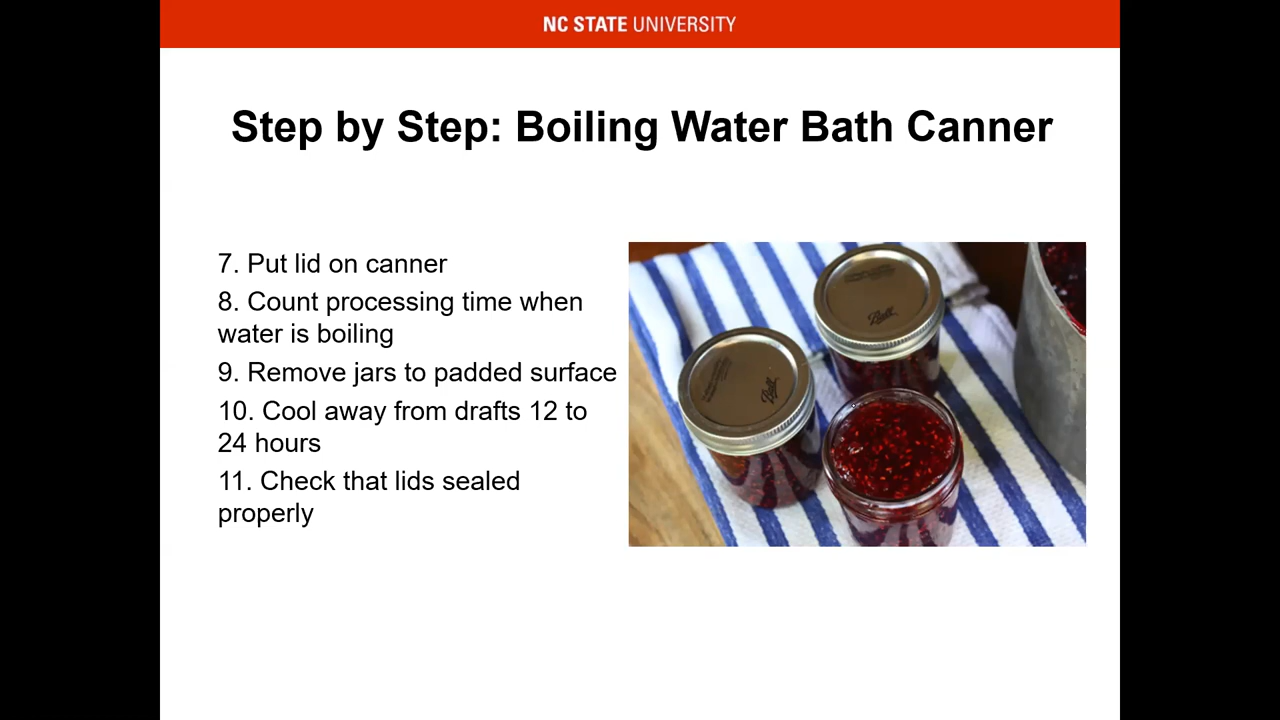 NC STATE UNIVERSITY
Step by Step: Boiling Water Bath Canner
7. Put lid on canner
8. Count processing time when
water is boiling
9. Remove jars to padded surface
10. Cool away from drafts 12 to
24 hours
11. Check that lids sealed
properly
Ball
Ball